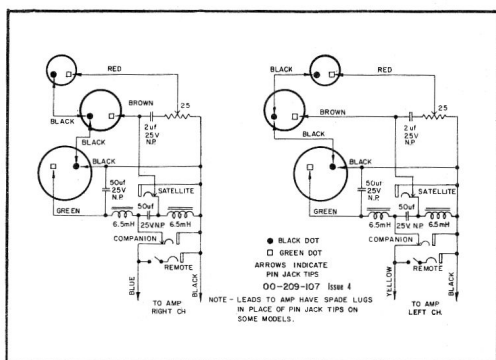 RED
BLACK
BROWN
25
2uf
25V
N.P.
BLACK
BLACK
BLACK
50uf
25V
N.P.
SATELLITE
GREEN
50uf
6.5mH
25V N.P.
6.5mH
COMPANION
REMOTE
BLUE
BLACK
TO AMP
RIGHT CH
RED
BLACK
25
BROWN
2uf
25V
N.P.
BLACK
BLACK
50uf
25V
N.P.
SATELLITE
GREEN
50uf
6.5mH
25V N.P.
6.5mH
COMPANION
REMOTE
YELLOW
BLACK
TO AMP
LEFT CH.
BLACK DOT
GREEN DOT
ARROWS INDICATE
PIN JACK TIPS
00-209-107 Issue 4
NOTE - LEADS TO AMP HAVE SPADE LUGS
IN PLACE OF PIN JACK TIPS ON
SOME MODELS.